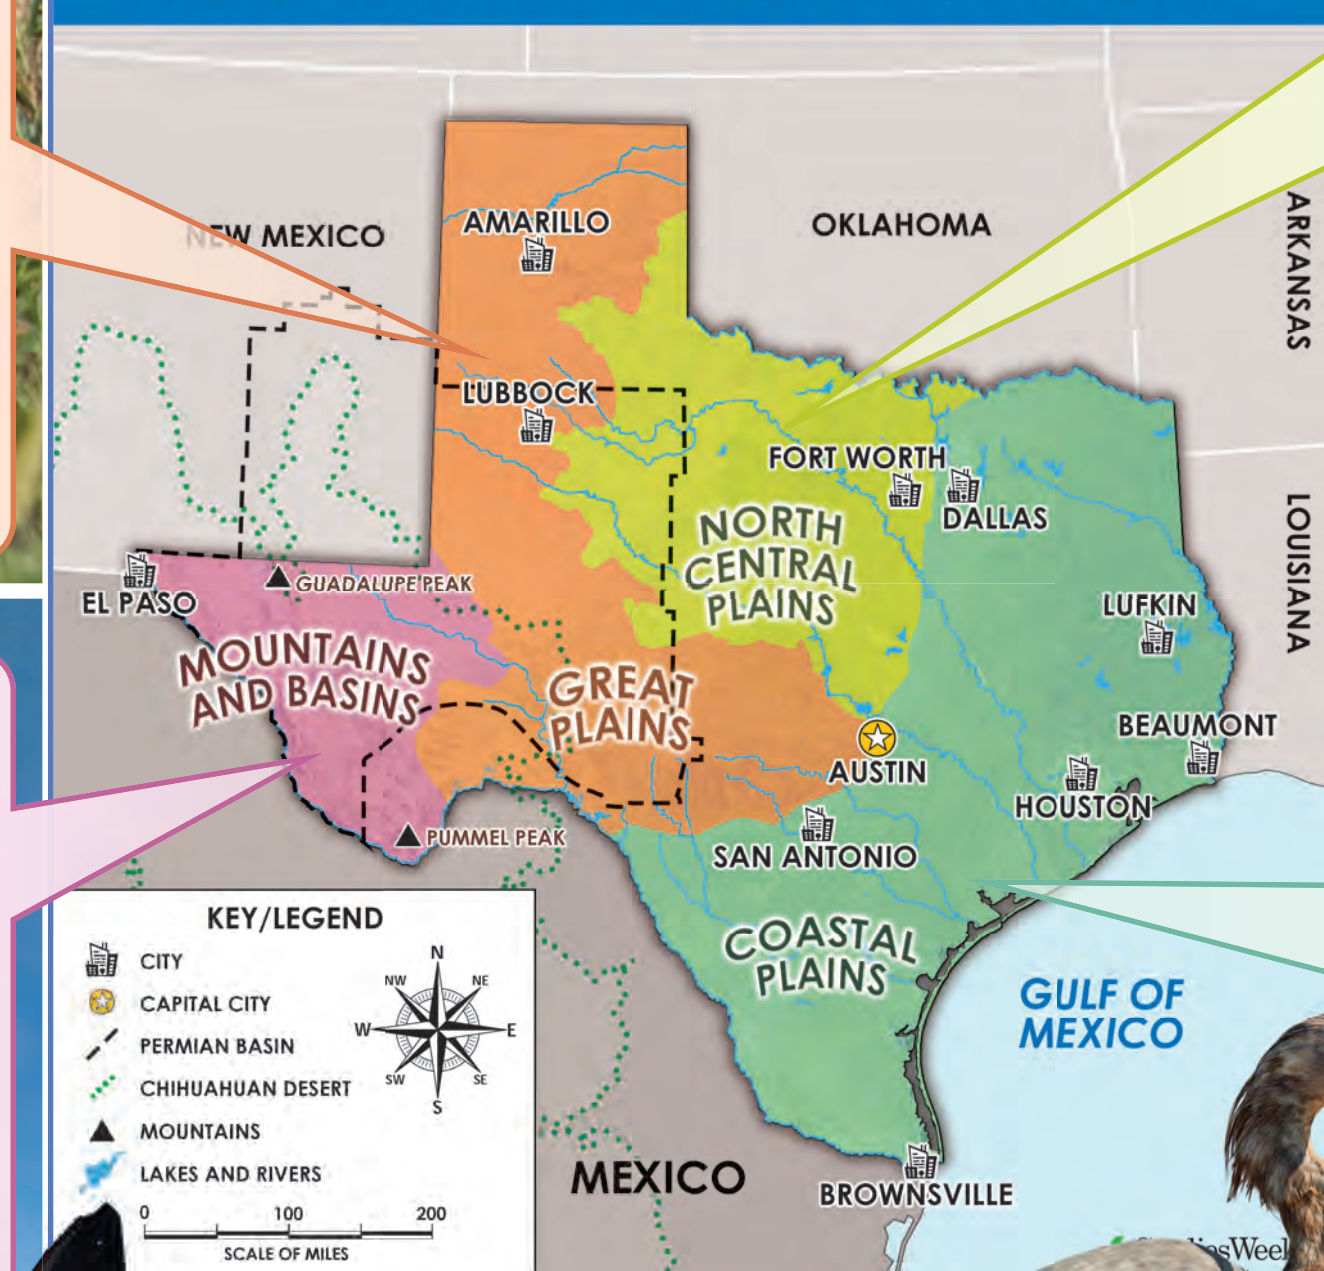 NEW MEXICO
OKLAHOMA
ARKANSAS
LOUISIANA
AMARILLO
LUBBOCK
FORT WORTH
DALLAS
NORTH
CENTRAL
PLAINS
GUADALUPE PEAK
EL PASO
LUFKIN
MOUNTAINS
AND BASINS
GREAT
PLAINS
BEAUMONT
AUSTIN
HOUSTON
PUMMEL PEAK
SAN ANTONIO
COASTAL
PLAINS
GULF OF
MEXICO
MEXICO
BROWNSVILLE
KEY/LEGEND
CITY
CAPITAL CITY
PERMIAN BASIN
CHIHUAHUAN DESERT
MOUNTAINS
LAKES AND RIVERS
N
NW NE
W E
SW SE
S
0 100 200
SCALE OF MILES